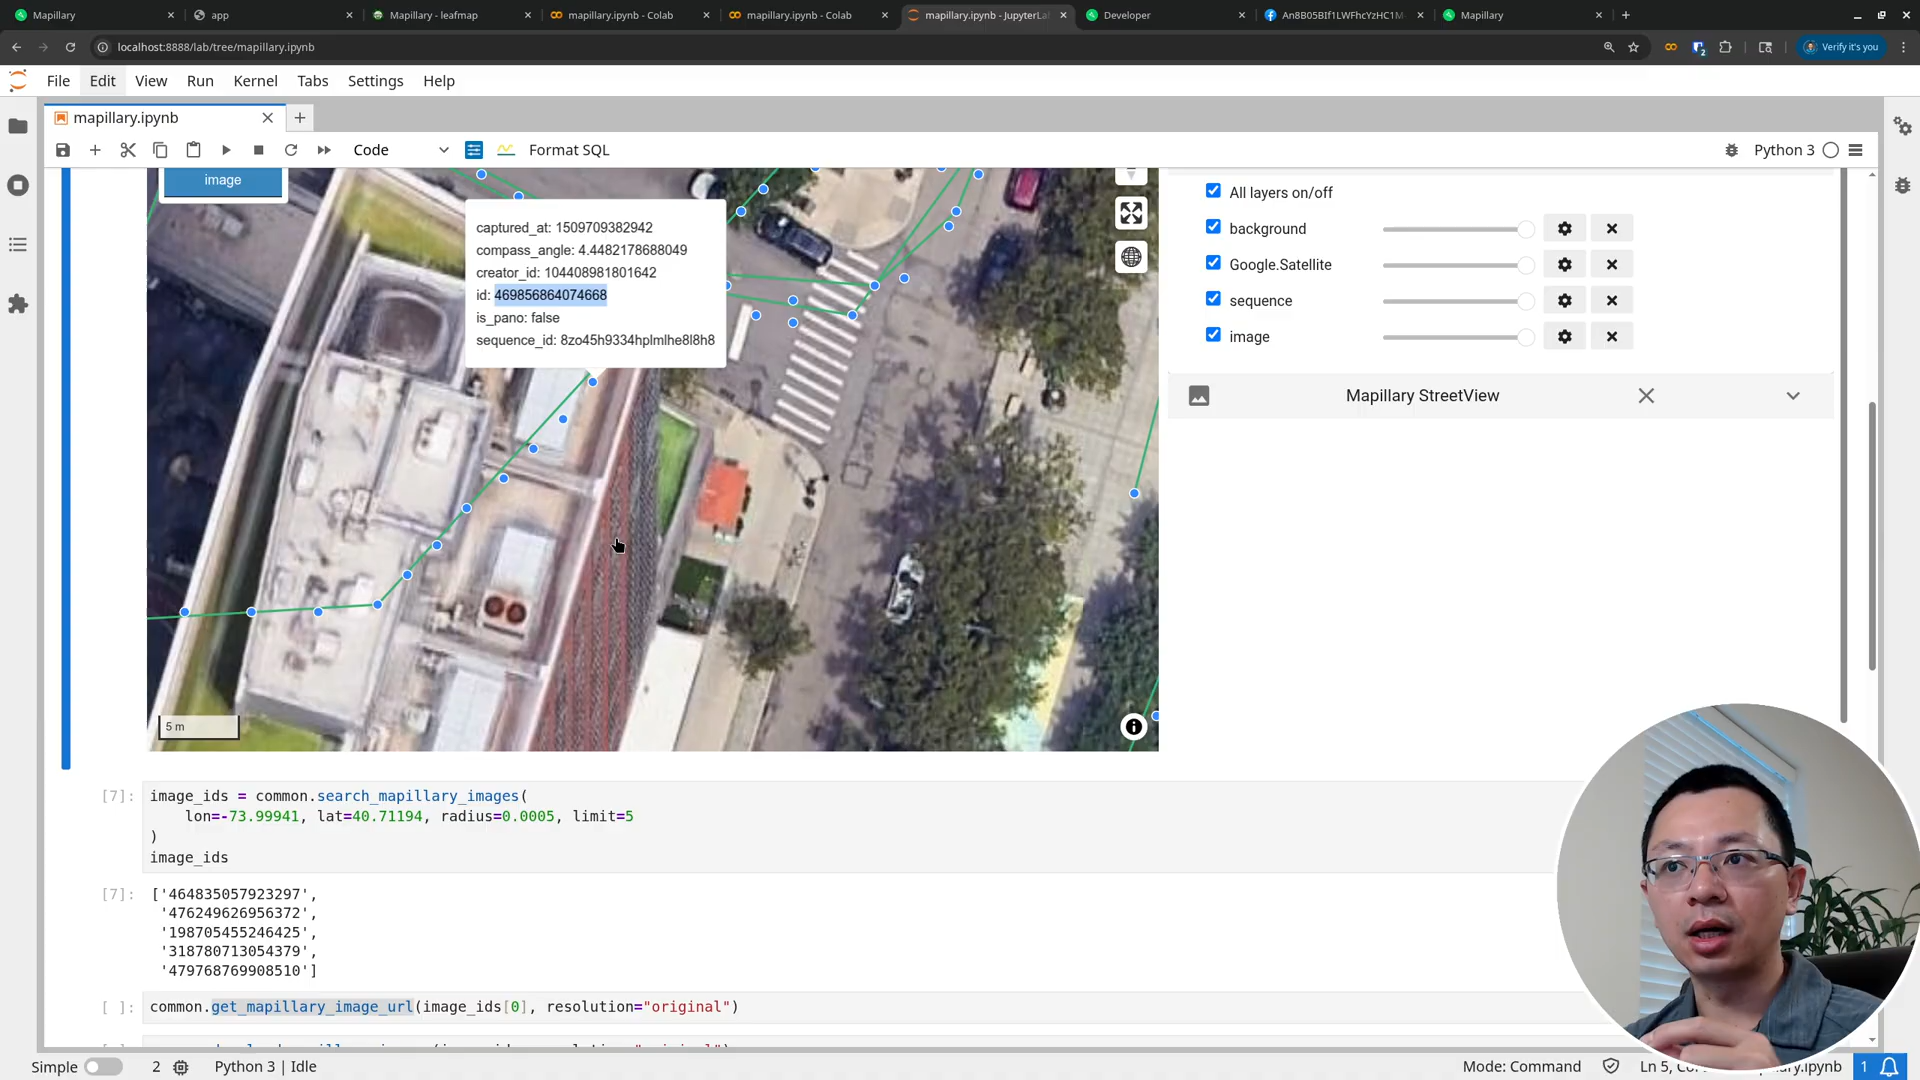 Mapillary
app
Mapillary - leafmap
mapillary.ipynb - Colab
mapillary.ipynb - Colab
mapillary.ipynb - JupyterLa
Developer
An8B05BIf1LWFhcYzHC1M
Mapillary
localhost:8888/lab/tree/mapillary.ipynb
Verify it's you
File Edit View Run Kernel Tabs Settings Help
mapillary.ipynb
Code
Format SQL
Python 3
image
captured_at: 1509709382942
compass_angle: 4.4482178688049
creator_id: 104408981801642
id: 469856864074668
is_pano: false
sequence_id: 8zo45h9334hplmlhe8l8h8
5 m
All layers on/off
background
Google.Satellite
sequence
image
Mapillary StreetView
[7]:
image_ids = common.search_mapillary_images(
lon=-73.99941, lat=40.71194, radius=0.0005, limit=5
)
image_ids
[7]:
['464835057923297',
'476249626956372',
'198705455246425',
'318780713054379',
'479768769908510']
[ ]:
common.get_mapillary_image_url(image_ids[0], resolution="original")
Simple
2
Python 3 | Idle
Mode: Command
Ln 5,
1